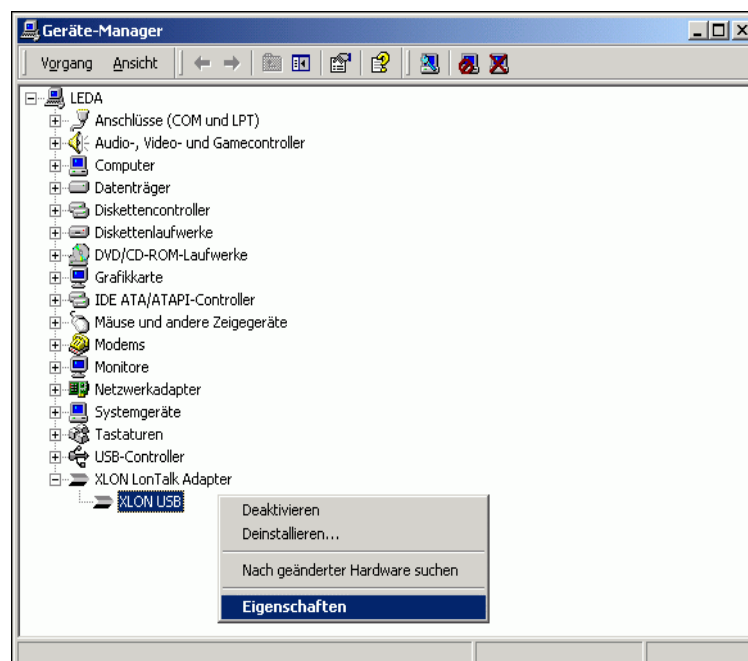 Geräte-Manager
Vorgang Ansicht
LEDA
Anschlüsse (COM und LPT)
Audio-, Video- und Gamecontroller
Computer
Datenträger
Diskettencontroller
Diskettenlaufwerke
DVD/CD-ROM-Laufwerke
Grafikkarte
IDE ATA/ATAPI-Controller
Mäuse und andere Zeigegeräte
Modems
Monitore
Netzwerkadapter
Systemgeräte
Tastaturen
USB-Controller
XLON LonTalk Adapter
XLON USB
Deaktivieren
Deinstallieren...
Nach geänderter Hardware suchen
Eigenschaften